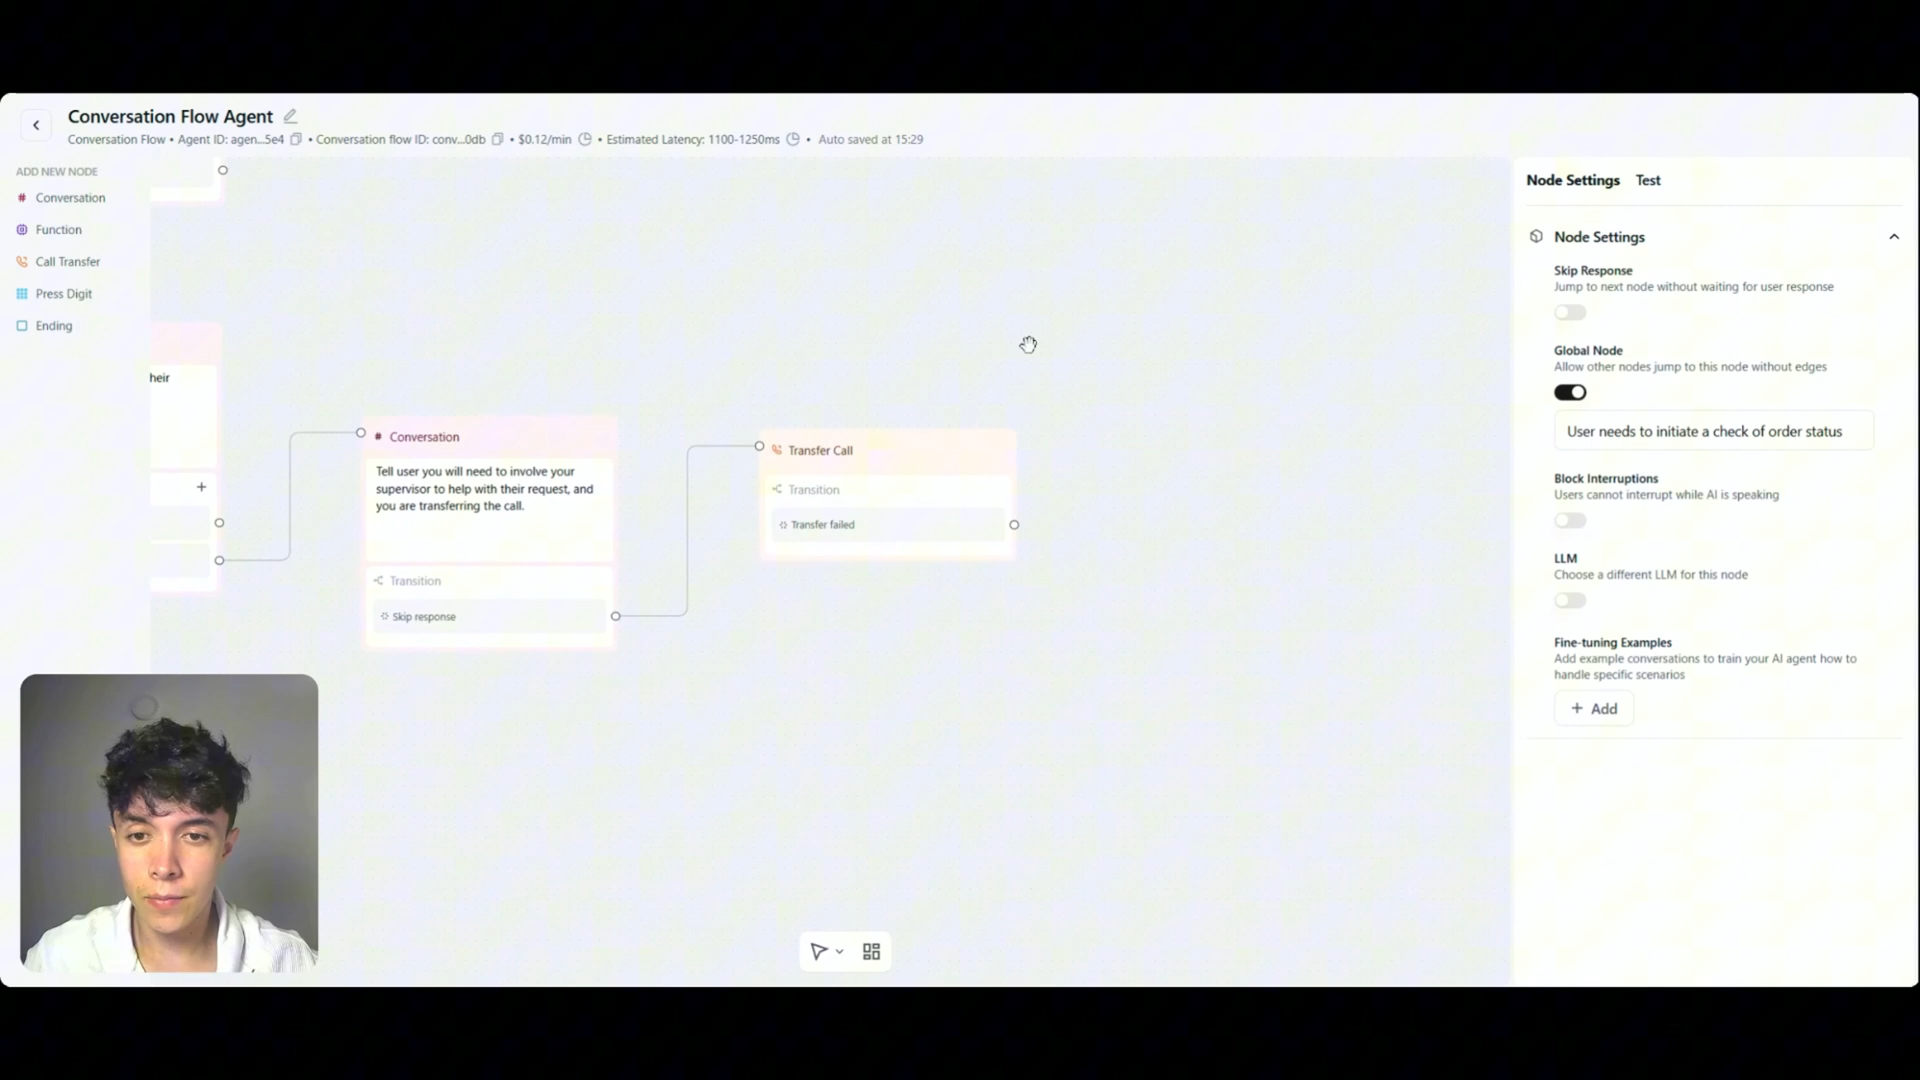 Conversation Flow Agent
Conversation Flow • Agent ID: agen...5e4 • Conversation flow ID: conv...0db • $0.12/min • Estimated Latency: 1100-1250ms • Auto saved at 15:29
ADD NEW NODE
# Conversation
Function
Call Transfer
Press Digit
Ending
heir
+
# Conversation
Tell user you will need to involve your
supervisor to help with their request, and
you are transferring the call.
Transition
Skip response
Transfer Call
Transition
Transfer failed
Node Settings Test
Node Settings
Skip Response
Jump to next node without waiting for user response
Global Node
Allow other nodes jump to this node without edges
User needs to initiate a check of order status
Block Interruptions
Users cannot interrupt while AI is speaking
LLM
Choose a different LLM for this node
Fine-tuning Examples
Add example conversations to train your AI agent how to
handle specific scenarios
+ Add